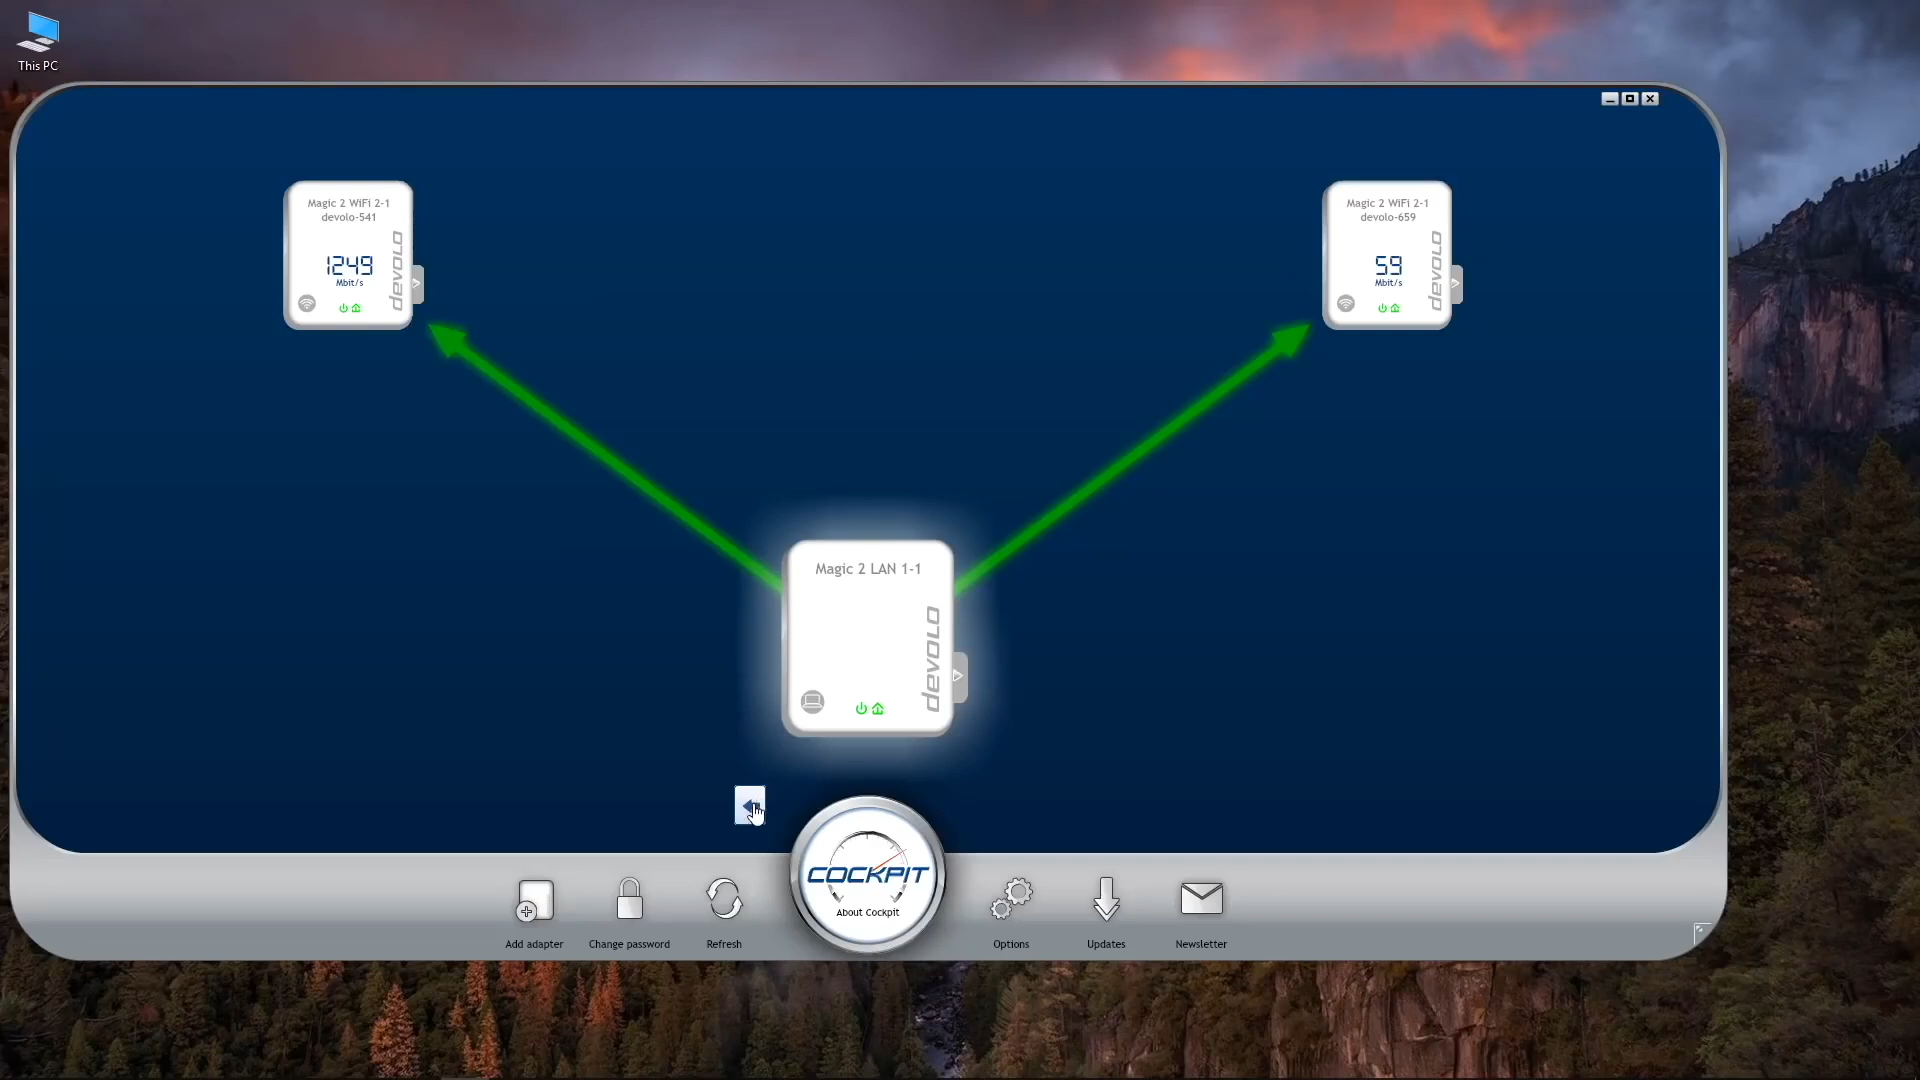 This PC
Magic 2 WiFi 2-1
devolo-541
1249
Mbit/s
devolo
Magic 2 WiFi 2-1
devolo-659
59
Mbit/s
devolo
Magic 2 LAN 1-1
devolo
COCKPIT
About Cockpit
Add adapter
Change password
Refresh
Options
Updates
Newsletter